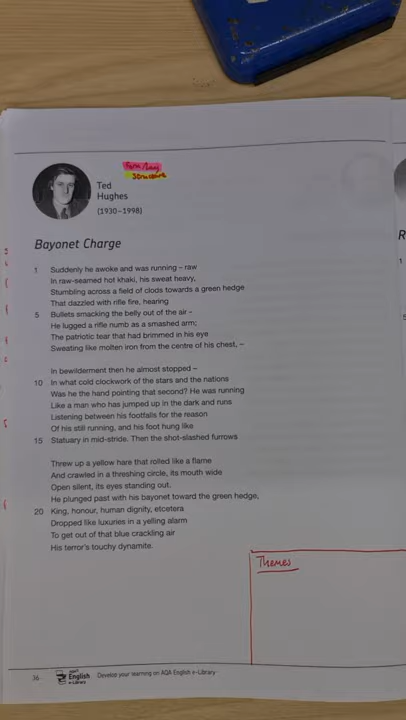 Form/Lang
Structure
Ted
Hughes
(1930–1998)
Bayonet Charge
R
1 Suddenly he awoke and was running – raw
In raw-seamed hot khaki, his sweat heavy,
Stumbling across a field of clods towards a green hedge
That dazzled with rifle fire, hearing
5 Bullets smacking the belly out of the air –
He lugged a rifle numb as a smashed arm;
The patriotic tear that had brimmed in his eye
Sweating like molten iron from the centre of his chest, –
In bewilderment then he almost stopped –
10 In what cold clockwork of the stars and the nations
Was he the hand pointing that second? He was running
Like a man who has jumped up in the dark and runs
Listening between his footfalls for the reason
Of his still running, and his foot hung like
15 Statuary in mid-stride. Then the shot-slashed furrows
Threw up a yellow hare that rolled like a flame
And crawled in a threshing circle, its mouth wide
Open silent, its eyes standing out.
He plunged past with his bayonet toward the green hedge,
20 King, honour, human dignity, etcetera
Dropped like luxuries in a yelling alarm
To get out of that blue crackling air
His terror's touchy dynamite.
Themes
36 AQA English e-Library Develop your learning on AQA English e-Library
1